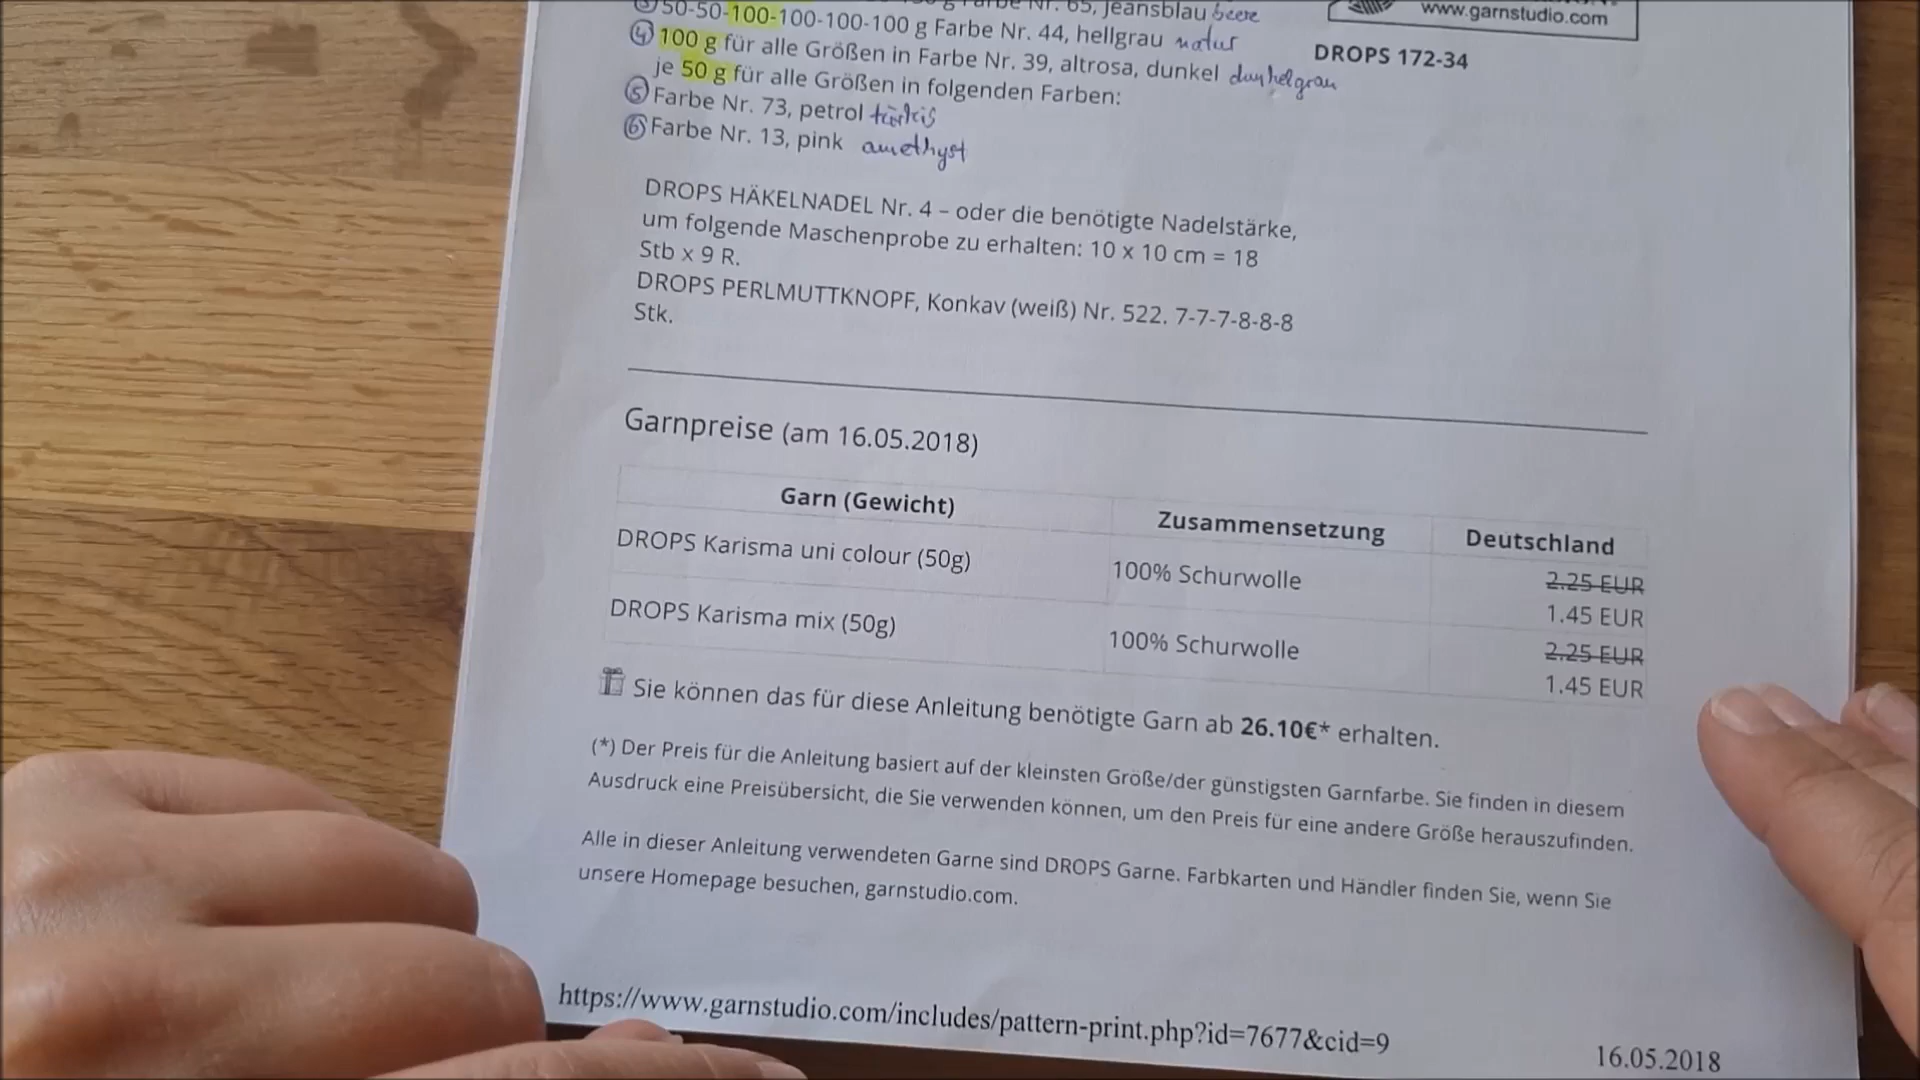 Nr. 65, jeansblau beere
www.garnstudio.com
③ 50-50-100-100-100-100 g Farbe Nr. 44, hellgrau natur
DROPS 172-34
④ 100 g für alle Größen in Farbe Nr. 39, altrosa, dunkel dunkelgrau
je 50 g für alle Größen in folgenden Farben:
⑤ Farbe Nr. 73, petrol türkis
⑥ Farbe Nr. 13, pink amethyst
DROPS HÄKELNADEL Nr. 4 – oder die benötigte Nadelstärke,
um folgende Maschenprobe zu erhalten: 10 x 10 cm = 18
Stb x 9 R.
DROPS PERLMUTTKNOPF, Konkav (weiß) Nr. 522. 7-7-7-8-8-8
Stk.
Garnpreise (am 16.05.2018)
Garn (Gewicht) Zusammensetzung Deutschland
DROPS Karisma uni colour (50g) 100% Schurwolle 2.25 EUR
1.45 EUR
DROPS Karisma mix (50g) 100% Schurwolle 2.25 EUR
1.45 EUR
Sie können das für diese Anleitung benötigte Garn ab 26.10€* erhalten.
(*) Der Preis für die Anleitung basiert auf der kleinsten Größe/der günstigsten Garnfarbe. Sie finden in diesem
Ausdruck eine Preisübersicht, die Sie verwenden können, um den Preis für eine andere Größe herauszufinden.
Alle in dieser Anleitung verwendeten Garne sind DROPS Garne. Farbkarten und Händler finden Sie, wenn Sie
unsere Homepage besuchen, garnstudio.com.
https://www.garnstudio.com/includes/pattern-print.php?id=7677&cid=9
16.05.2018